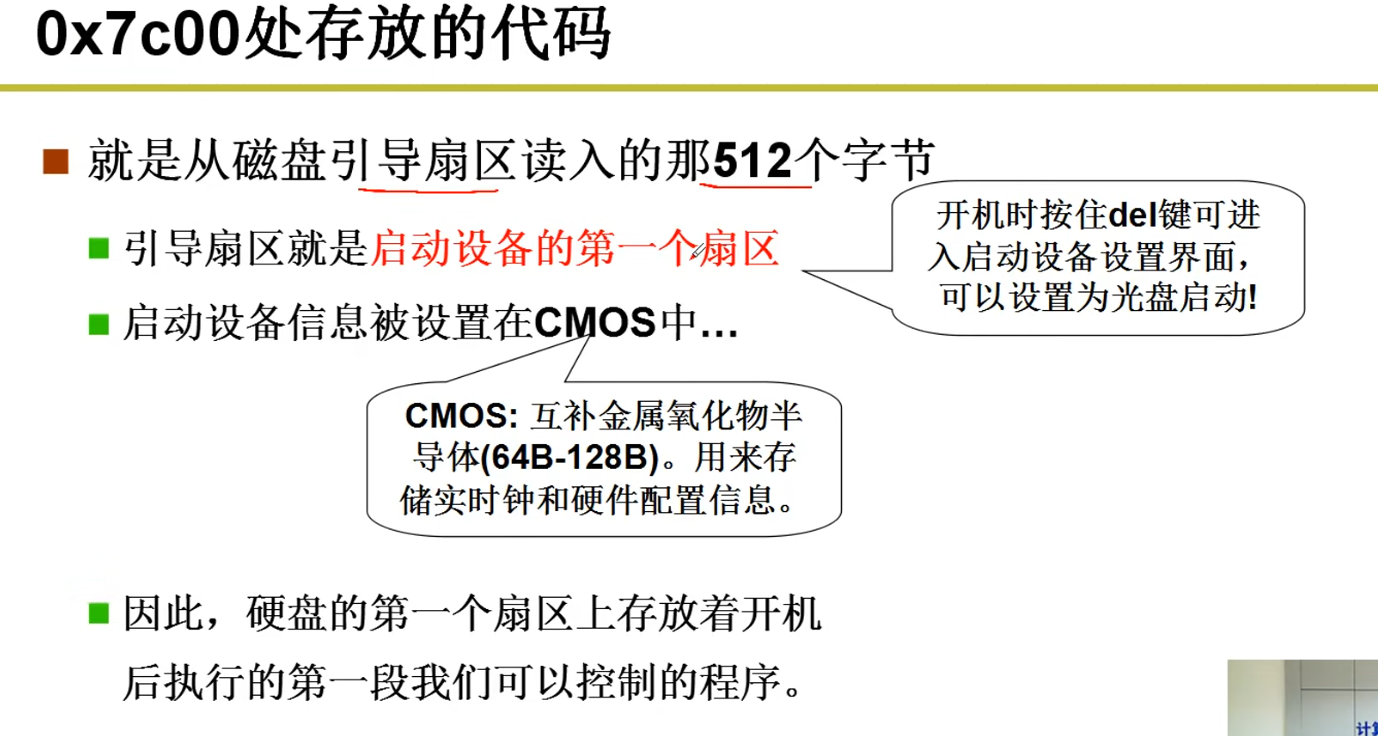 0x7c00处存放的代码
就是从磁盘引导扇区读入的那512个字节
引导扇区就是启动设备的第一个扇区
开机时按住del键可进
入启动设备设置界面，
可以设置为光盘启动!
启动设备信息被设置在CMOS中…
CMOS: 互补金属氧化物半
导体(64B-128B)。用来存
储实时钟和硬件配置信息。
因此，硬盘的第一个扇区上存放着开机
后执行的第一段我们可以控制的程序。